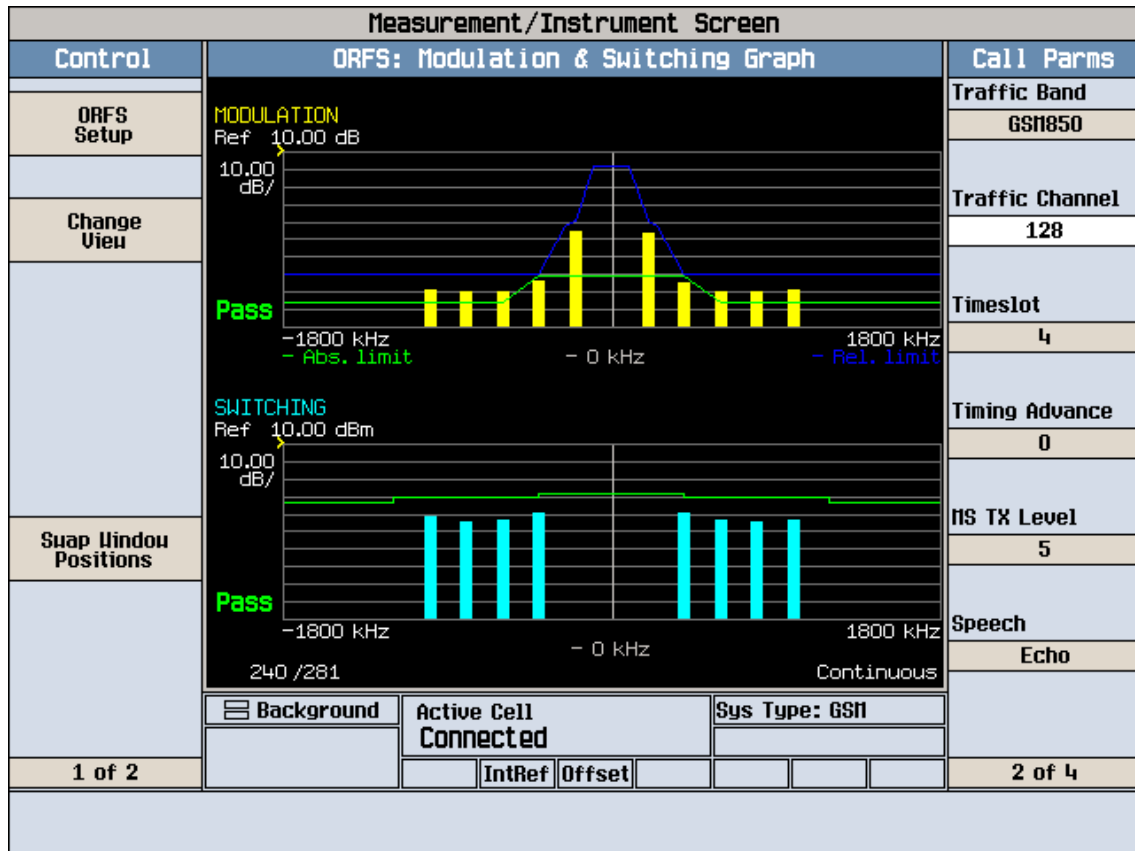 Measurement/Instrument Screen
Control
ORFS: Modulation & Switching Graph
Call Parms
ORFS
Setup
Change
View
Swap Window
Positions
1 of 2
MODULATION
Ref 10.00 dB
10.00
dB/
Pass
-1800 kHz
1800 kHz
- Abs. limit
- 0 kHz
- Rel. limit
SWITCHING
Ref 10.00 dBm
10.00
dB/
Pass
-1800 kHz
1800 kHz
- 0 kHz
240 /281
Continuous
Background
Active Cell
Connected
Sys Type: GSM
IntRef
Offset
Traffic Band
GSM850
Traffic Channel
128
Timeslot
4
Timing Advance
0
MS TX Level
5
Speech
Echo
2 of 4